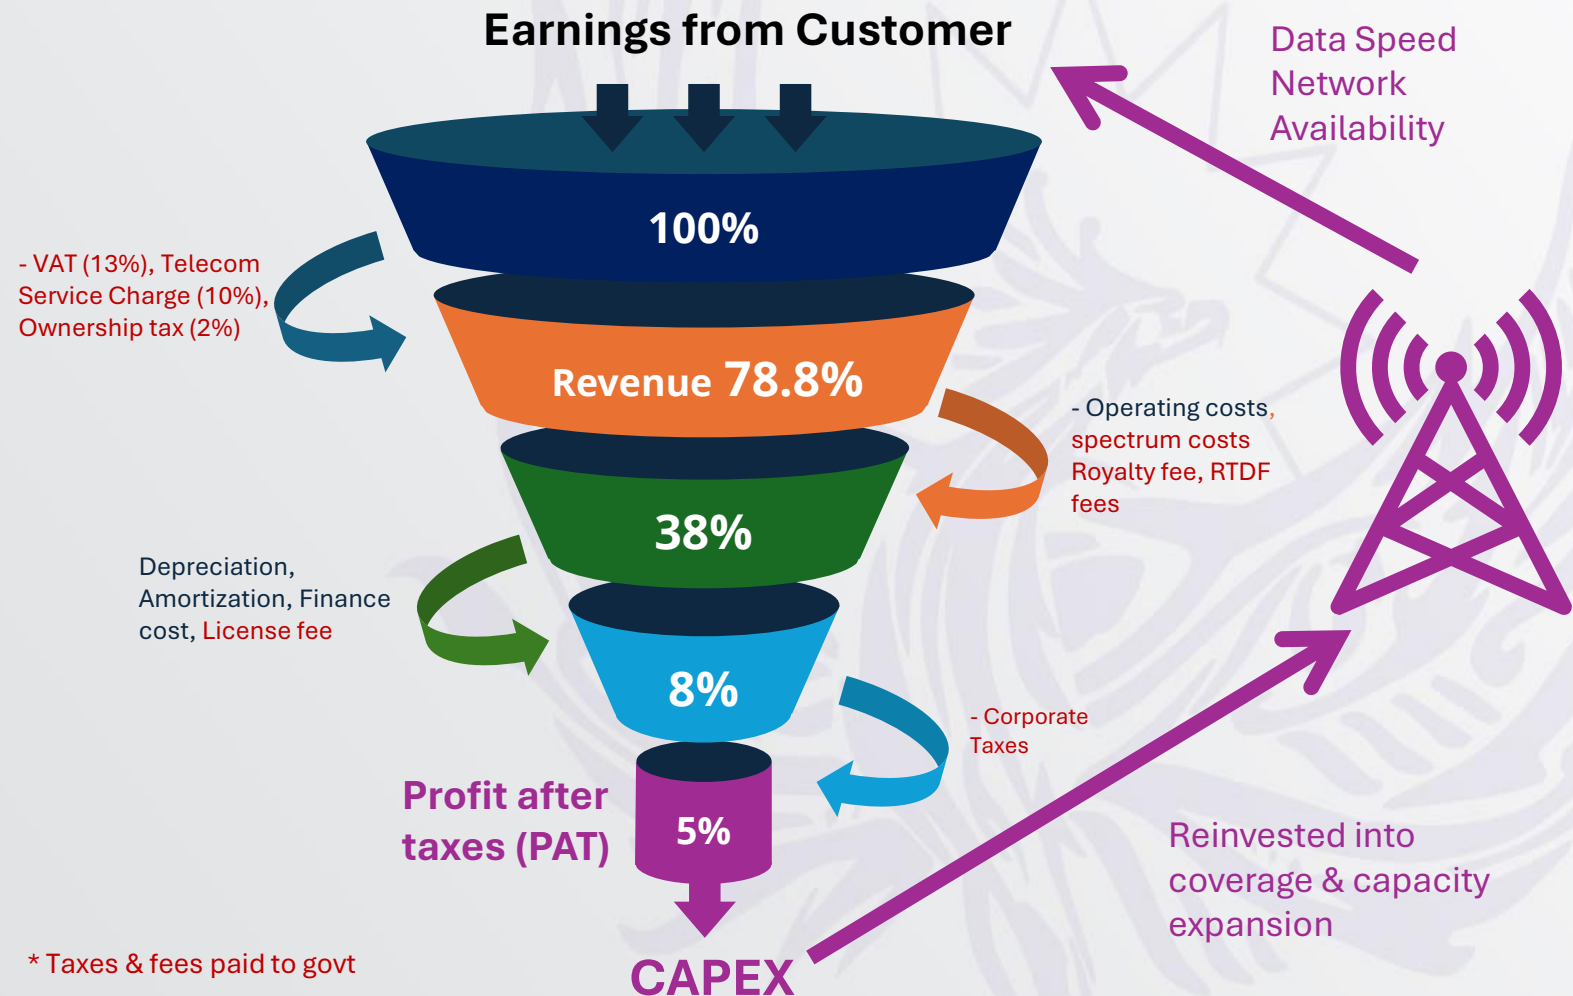 Earnings from Customer
Data Speed
Network
Availability
100%
- VAT (13%), Telecom
Service Charge (10%),
Ownership tax (2%)
Revenue 78.8%
- Operating costs,
spectrum costs
Royalty fee, RTDF
fees
38%
Depreciation,
Amortization, Finance
cost, License fee
8%
- Corporate
Taxes
Profit after
taxes (PAT)
5%
Reinvested into
coverage & capacity
expansion
* Taxes & fees paid to govt
CAPEX